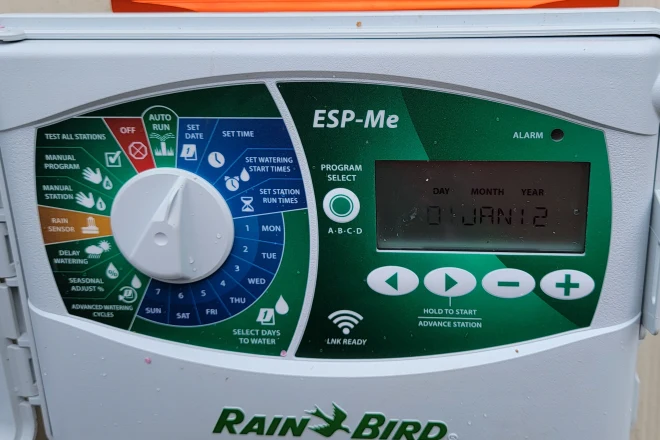 ESP-Me
ALARM
PROGRAM
SELECT
A-B-C-D
DAY MONTH YEAR
01JAN12
HOLD TO START
ADVANCE STATION
LNK READY
OFF
AUTO
RUN
SET
DATE
SET TIME
SET WATERING
START TIMES
SET STATION
RUN TIMES
1 MON
2 TUE
3 WED
4 THU
5 FRI
6 SAT
7 SUN
SELECT DAYS
TO WATER
ADVANCED WATERING
CYCLES
SEASONAL
ADJUST %
DELAY
WATERING
RAIN
SENSOR
MANUAL
STATION
MANUAL
PROGRAM
TEST ALL STATIONS
RAIN BIRD